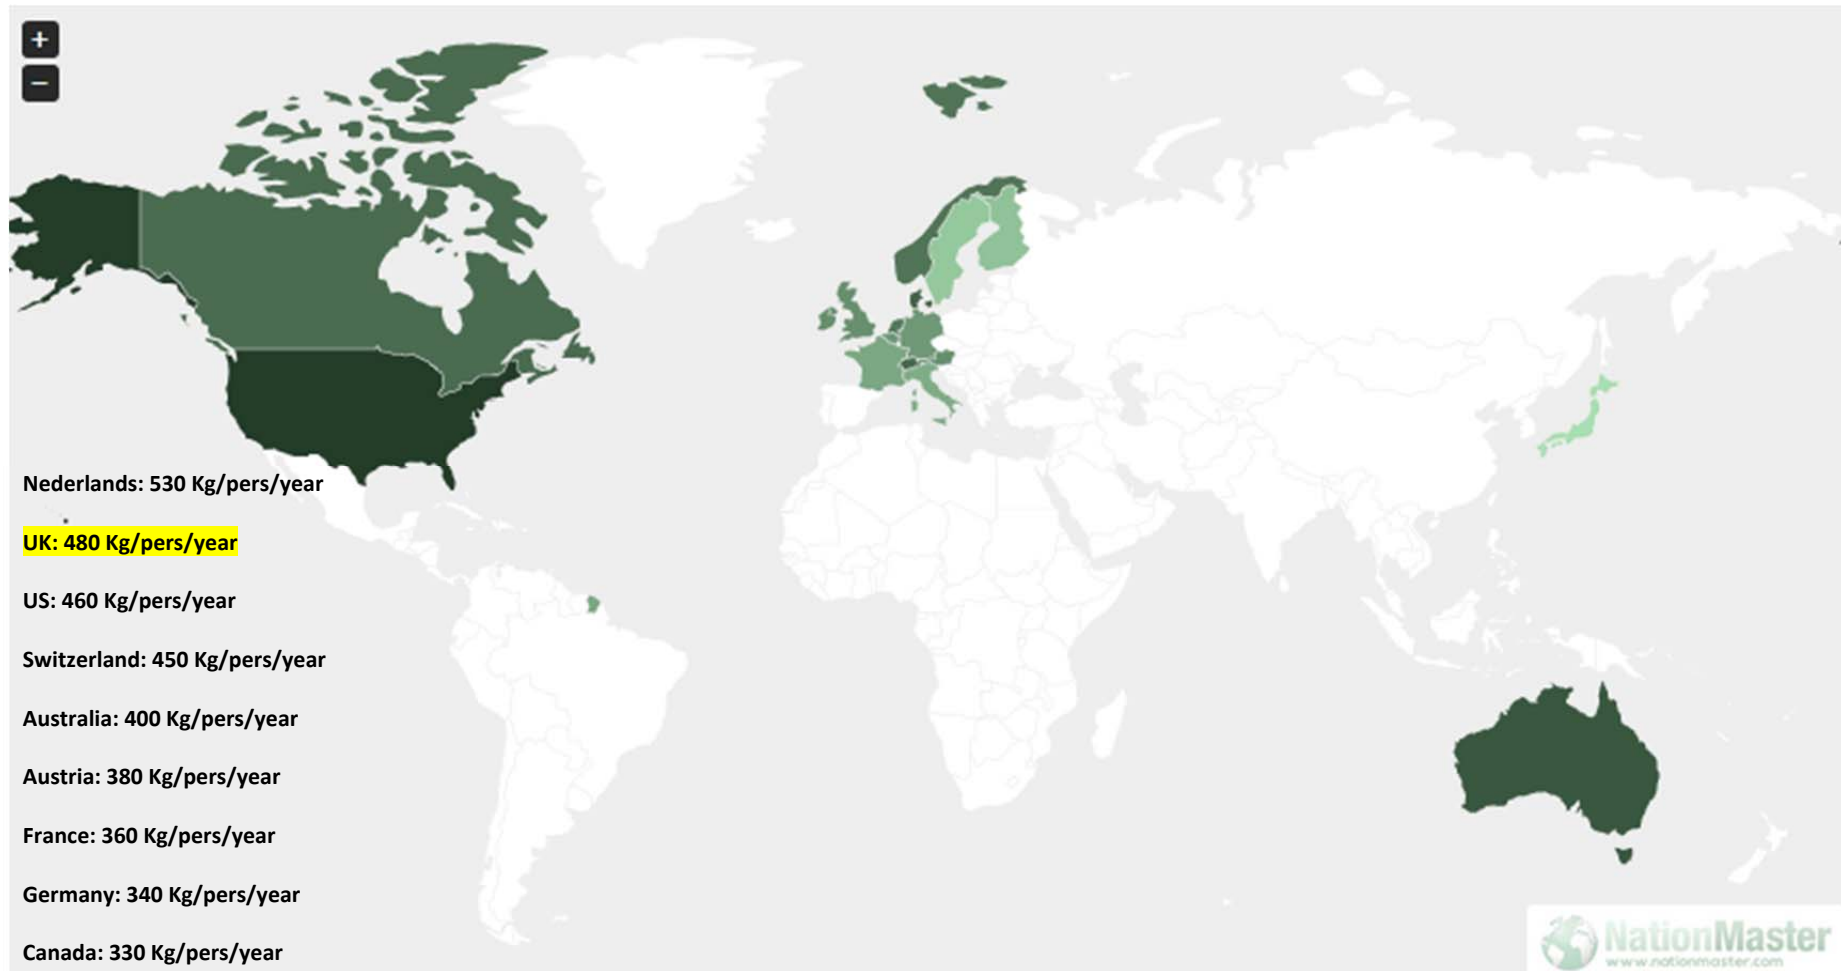 +
−
Nederlands: 530 Kg/pers/year
UK: 480 Kg/pers/year
US: 460 Kg/pers/year
Switzerland: 450 Kg/pers/year
Australia: 400 Kg/pers/year
Austria: 380 Kg/pers/year
France: 360 Kg/pers/year
Germany: 340 Kg/pers/year
Canada: 330 Kg/pers/year
NationMaster
www.nationmaster.com